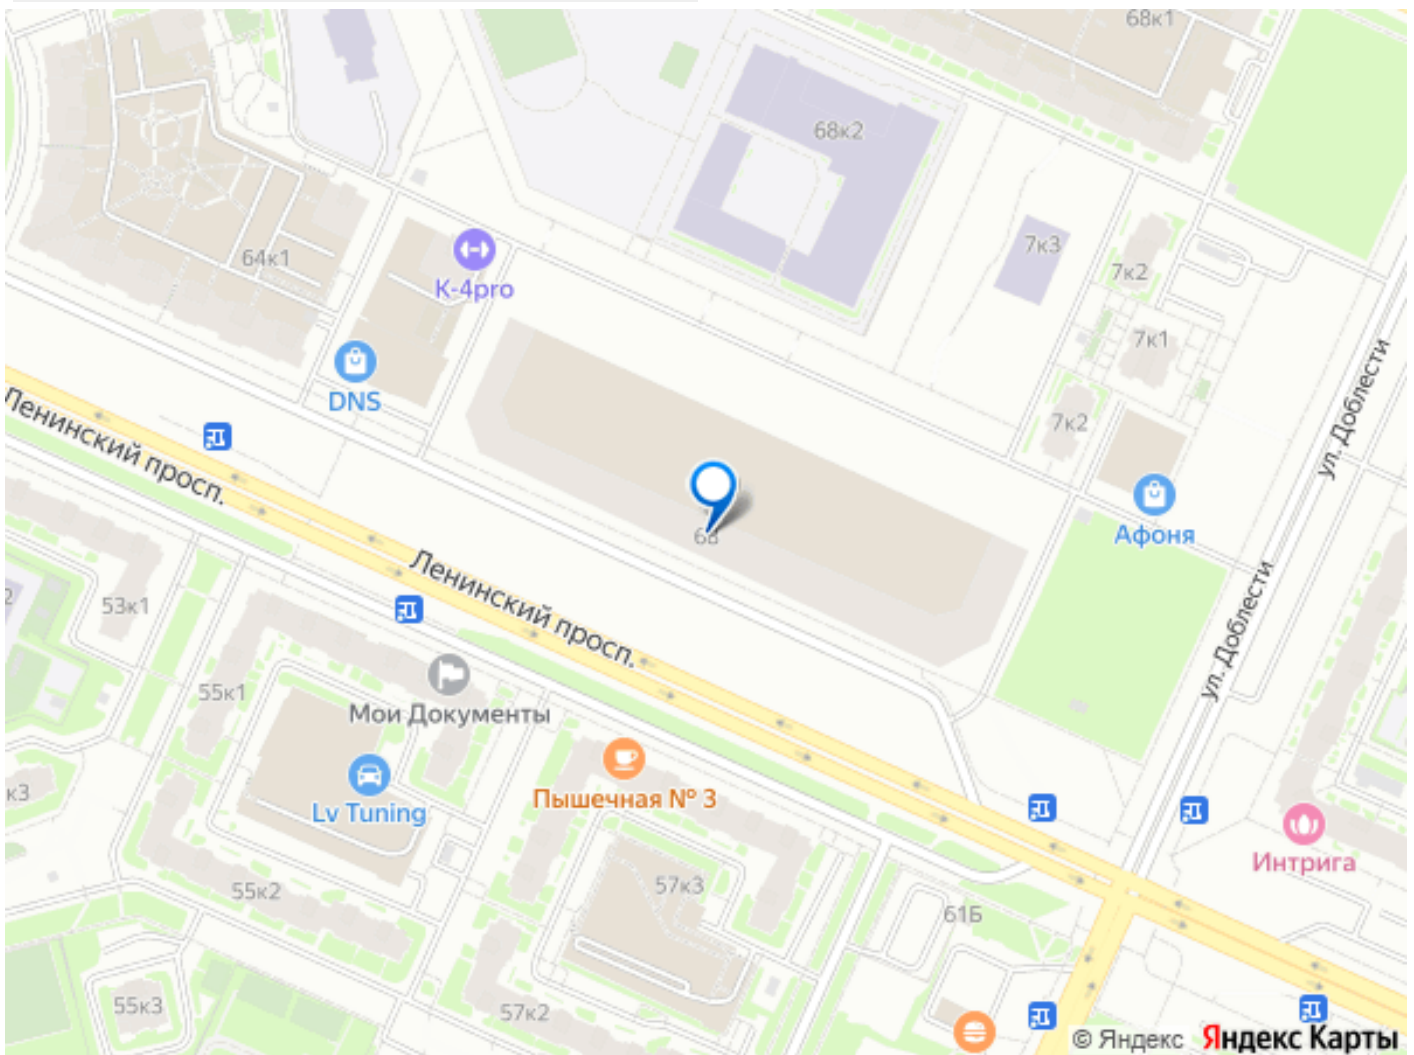 68к1
68к2
64к1
К-4pro
7к3
7к2
7к1
DNS
ул. Доблести
Ленинский просп.
7к2
Афоня
Ленинский просп.
53к1
ул. Доблести
55к1
Мои Документы
к3
Пышечная № 3
Lv Tuning
Интрига
55к2
57к3
61Б
55к3
57к2
© Яндекс Яндекс Карты